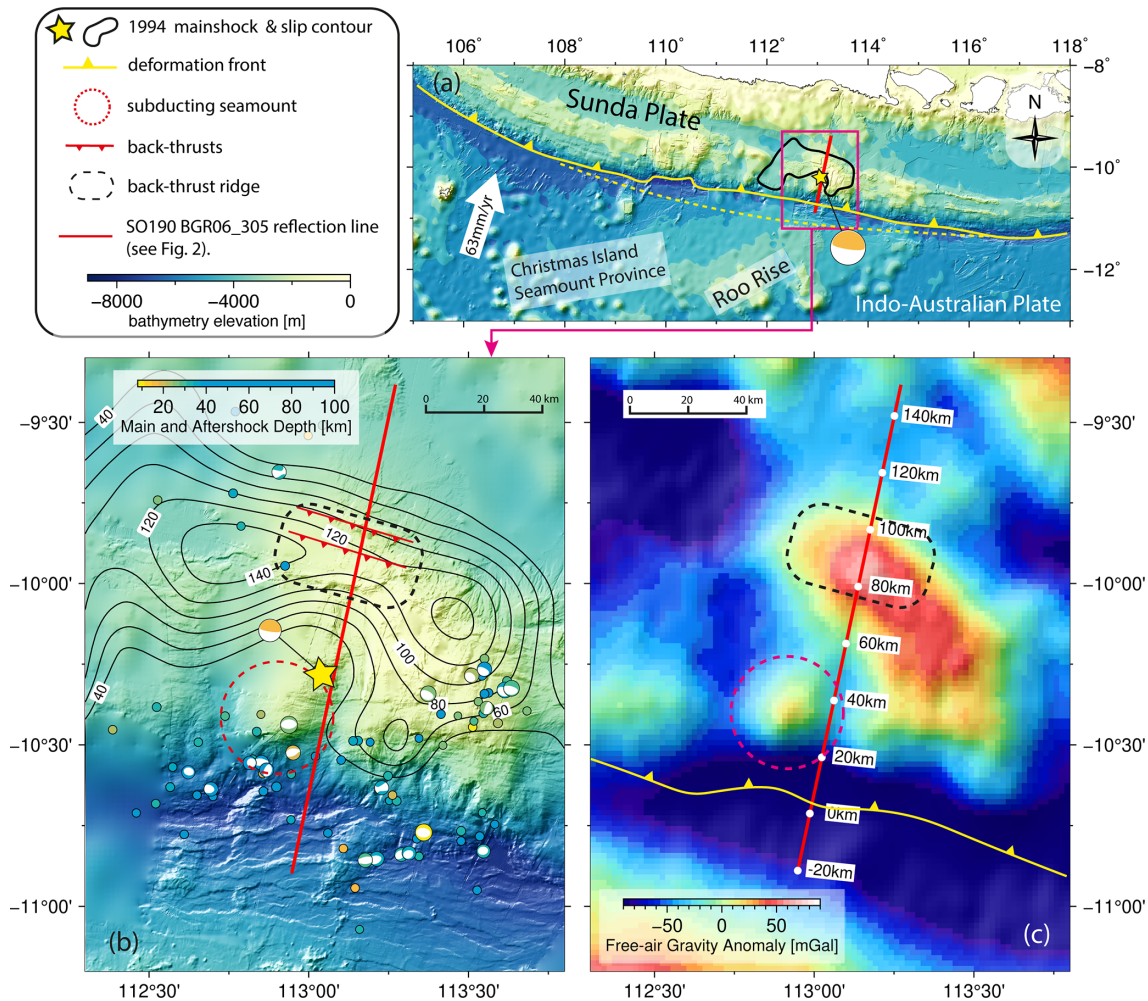 1994 mainshock & slip contour
deformation front
subducting seamount
back-thrusts
back-thrust ridge
SO190 BGR06_305 reflection line
(see Fig. 2).
−8000 −4000 0
bathymetry elevation [m]
106° 108° 110° 112° 114° 116° 118°
−8°
−10°
−12°
(a)
Sunda Plate
N
63mm/yr
Christmas Island
Seamount Province
Roo Rise
Indo-Australian Plate
20 40 60 80 100
Main and Aftershock Depth [km]
0 20 40 km
−9°30'
−10°00'
−10°30'
−11°00'
40
120
120
140
100
80
60
40
(b)
112°30' 113°00' 113°30'
0 20 40 km
140km
120km
100km
80km
60km
40km
20km
0km
-20km
−50 0 50
Free-air Gravity Anomaly [mGal]
(c)
−9°30'
−10°00'
−10°30'
−11°00'
112°30' 113°00' 113°30'